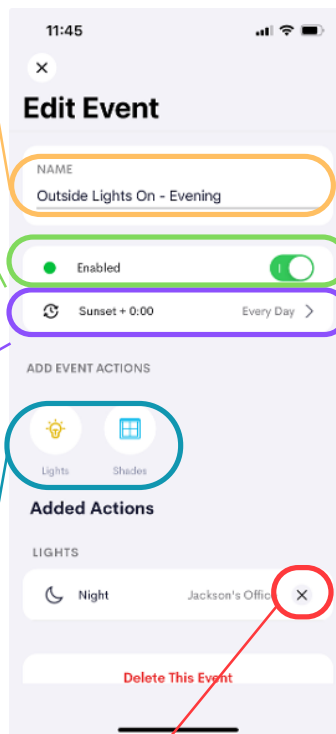 11:45
Edit Event
NAME
Outside Lights On - Evening
Enabled
Sunset + 0:00 Every Day
ADD EVENT ACTIONS
Lights Shades
Added Actions
LIGHTS
Night Jackson's Offic
Delete This Event